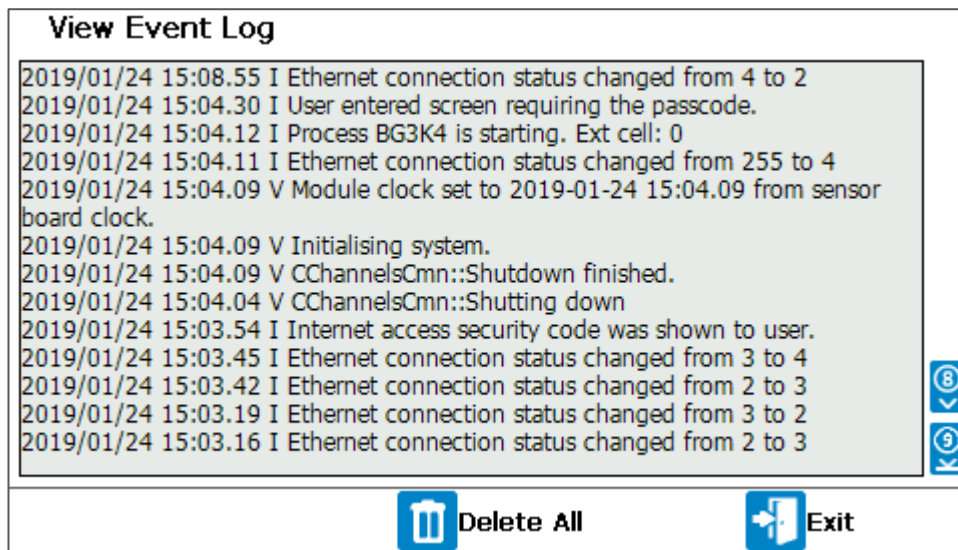 View Event Log
2019/01/24 15:08.55 I Ethernet connection status changed from 4 to 2
2019/01/24 15:04.30 I User entered screen requiring the passcode.
2019/01/24 15:04.12 I Process BG3K4 is starting. Ext cell: 0
2019/01/24 15:04.11 I Ethernet connection status changed from 255 to 4
2019/01/24 15:04.09 V Module clock set to 2019-01-24 15:04.09 from sensor
board clock.
2019/01/24 15:04.09 V Initialising system.
2019/01/24 15:04.09 V CChannelsCmn::Shutdown finished.
2019/01/24 15:04.04 V CChannelsCmn::Shutting down
2019/01/24 15:03.54 I Internet access security code was shown to user.
2019/01/24 15:03.45 I Ethernet connection status changed from 3 to 4
2019/01/24 15:03.42 I Ethernet connection status changed from 2 to 3
2019/01/24 15:03.19 I Ethernet connection status changed from 3 to 2
2019/01/24 15:03.16 I Ethernet connection status changed from 2 to 3
8
9
Delete All
Exit